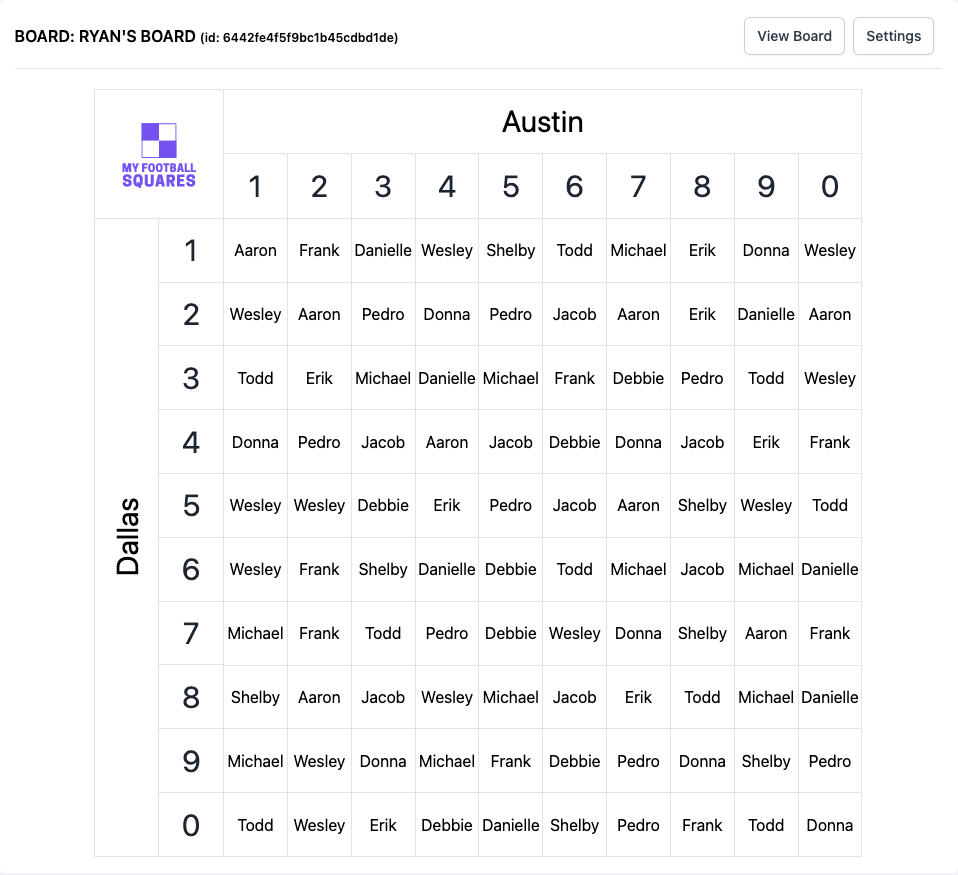 BOARD: RYAN'S BOARD (id: 6442fe4f5f9bc1b45cdbd1de)
View Board
Settings
MY FOOTBALL
SQUARES
Austin
1 2 3 4 5 6 7 8 9 0
Dallas
1 Aaron Frank Danielle Wesley Shelby Todd Michael Erik Donna Wesley
2 Wesley Aaron Pedro Donna Pedro Jacob Aaron Erik Danielle Aaron
3 Todd Erik Michael Danielle Michael Frank Debbie Pedro Todd Wesley
4 Donna Pedro Jacob Aaron Jacob Debbie Donna Jacob Erik Frank
5 Wesley Wesley Debbie Erik Pedro Jacob Aaron Shelby Wesley Todd
6 Wesley Frank Shelby Danielle Debbie Todd Michael Jacob Michael Danielle
7 Michael Frank Todd Pedro Debbie Wesley Donna Shelby Aaron Frank
8 Shelby Aaron Jacob Wesley Michael Jacob Erik Todd Michael Danielle
9 Michael Wesley Donna Michael Frank Debbie Pedro Donna Shelby Pedro
0 Todd Wesley Erik Debbie Danielle Shelby Pedro Frank Todd Donna